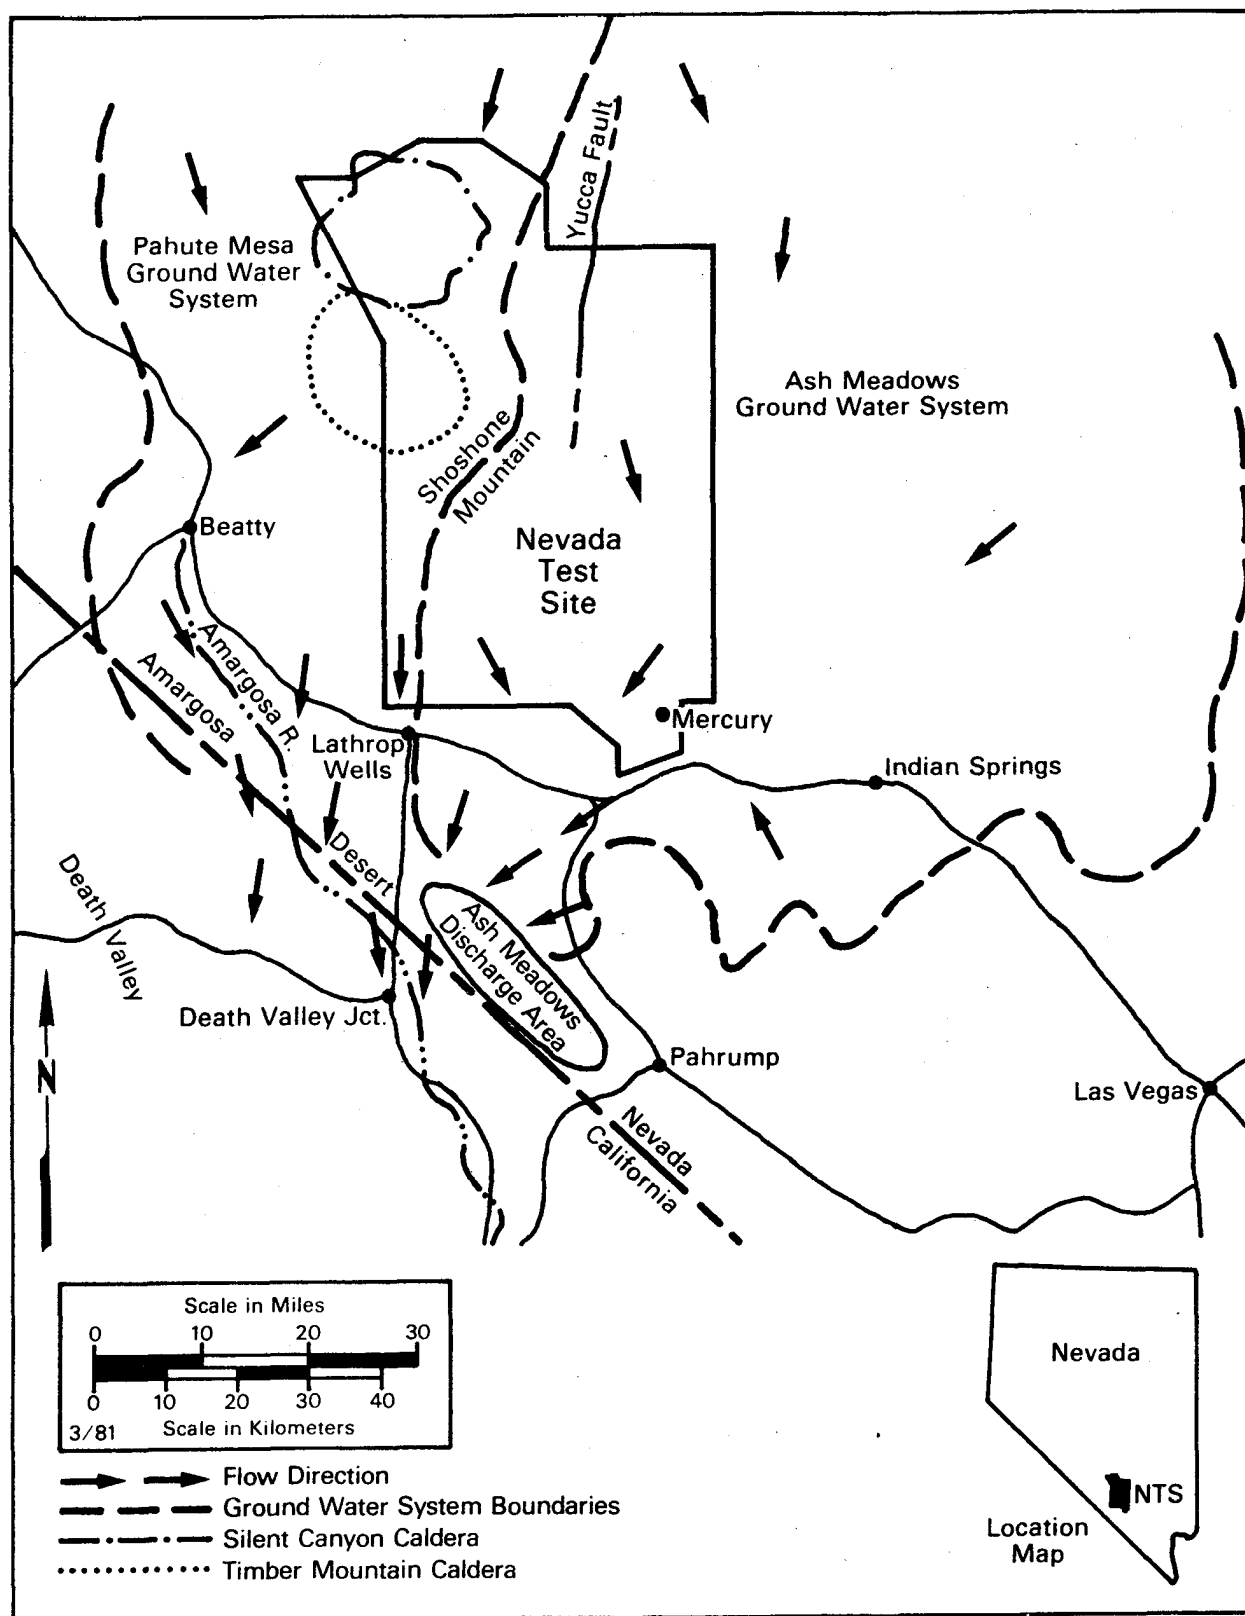 Yucca Fault
Pahute Mesa
Ground Water
System
Ash Meadows
Ground Water System
Shoshone
Mountain
Beatty
Nevada
Test
Site
Amargosa R.
Amargosa
Desert
Mercury
Lathrop
Wells
Indian Springs
Death Valley
Ash Meadows
Discharge Area
Death Valley Jct.
Pahrump
Las Vegas
N
Nevada
California
Scale in Miles
0 10 20 30
0 10 20 30 40
3/81 Scale in Kilometers
Flow Direction
Ground Water System Boundaries
Silent Canyon Caldera
Timber Mountain Caldera
Nevada
NTS
Location
Map